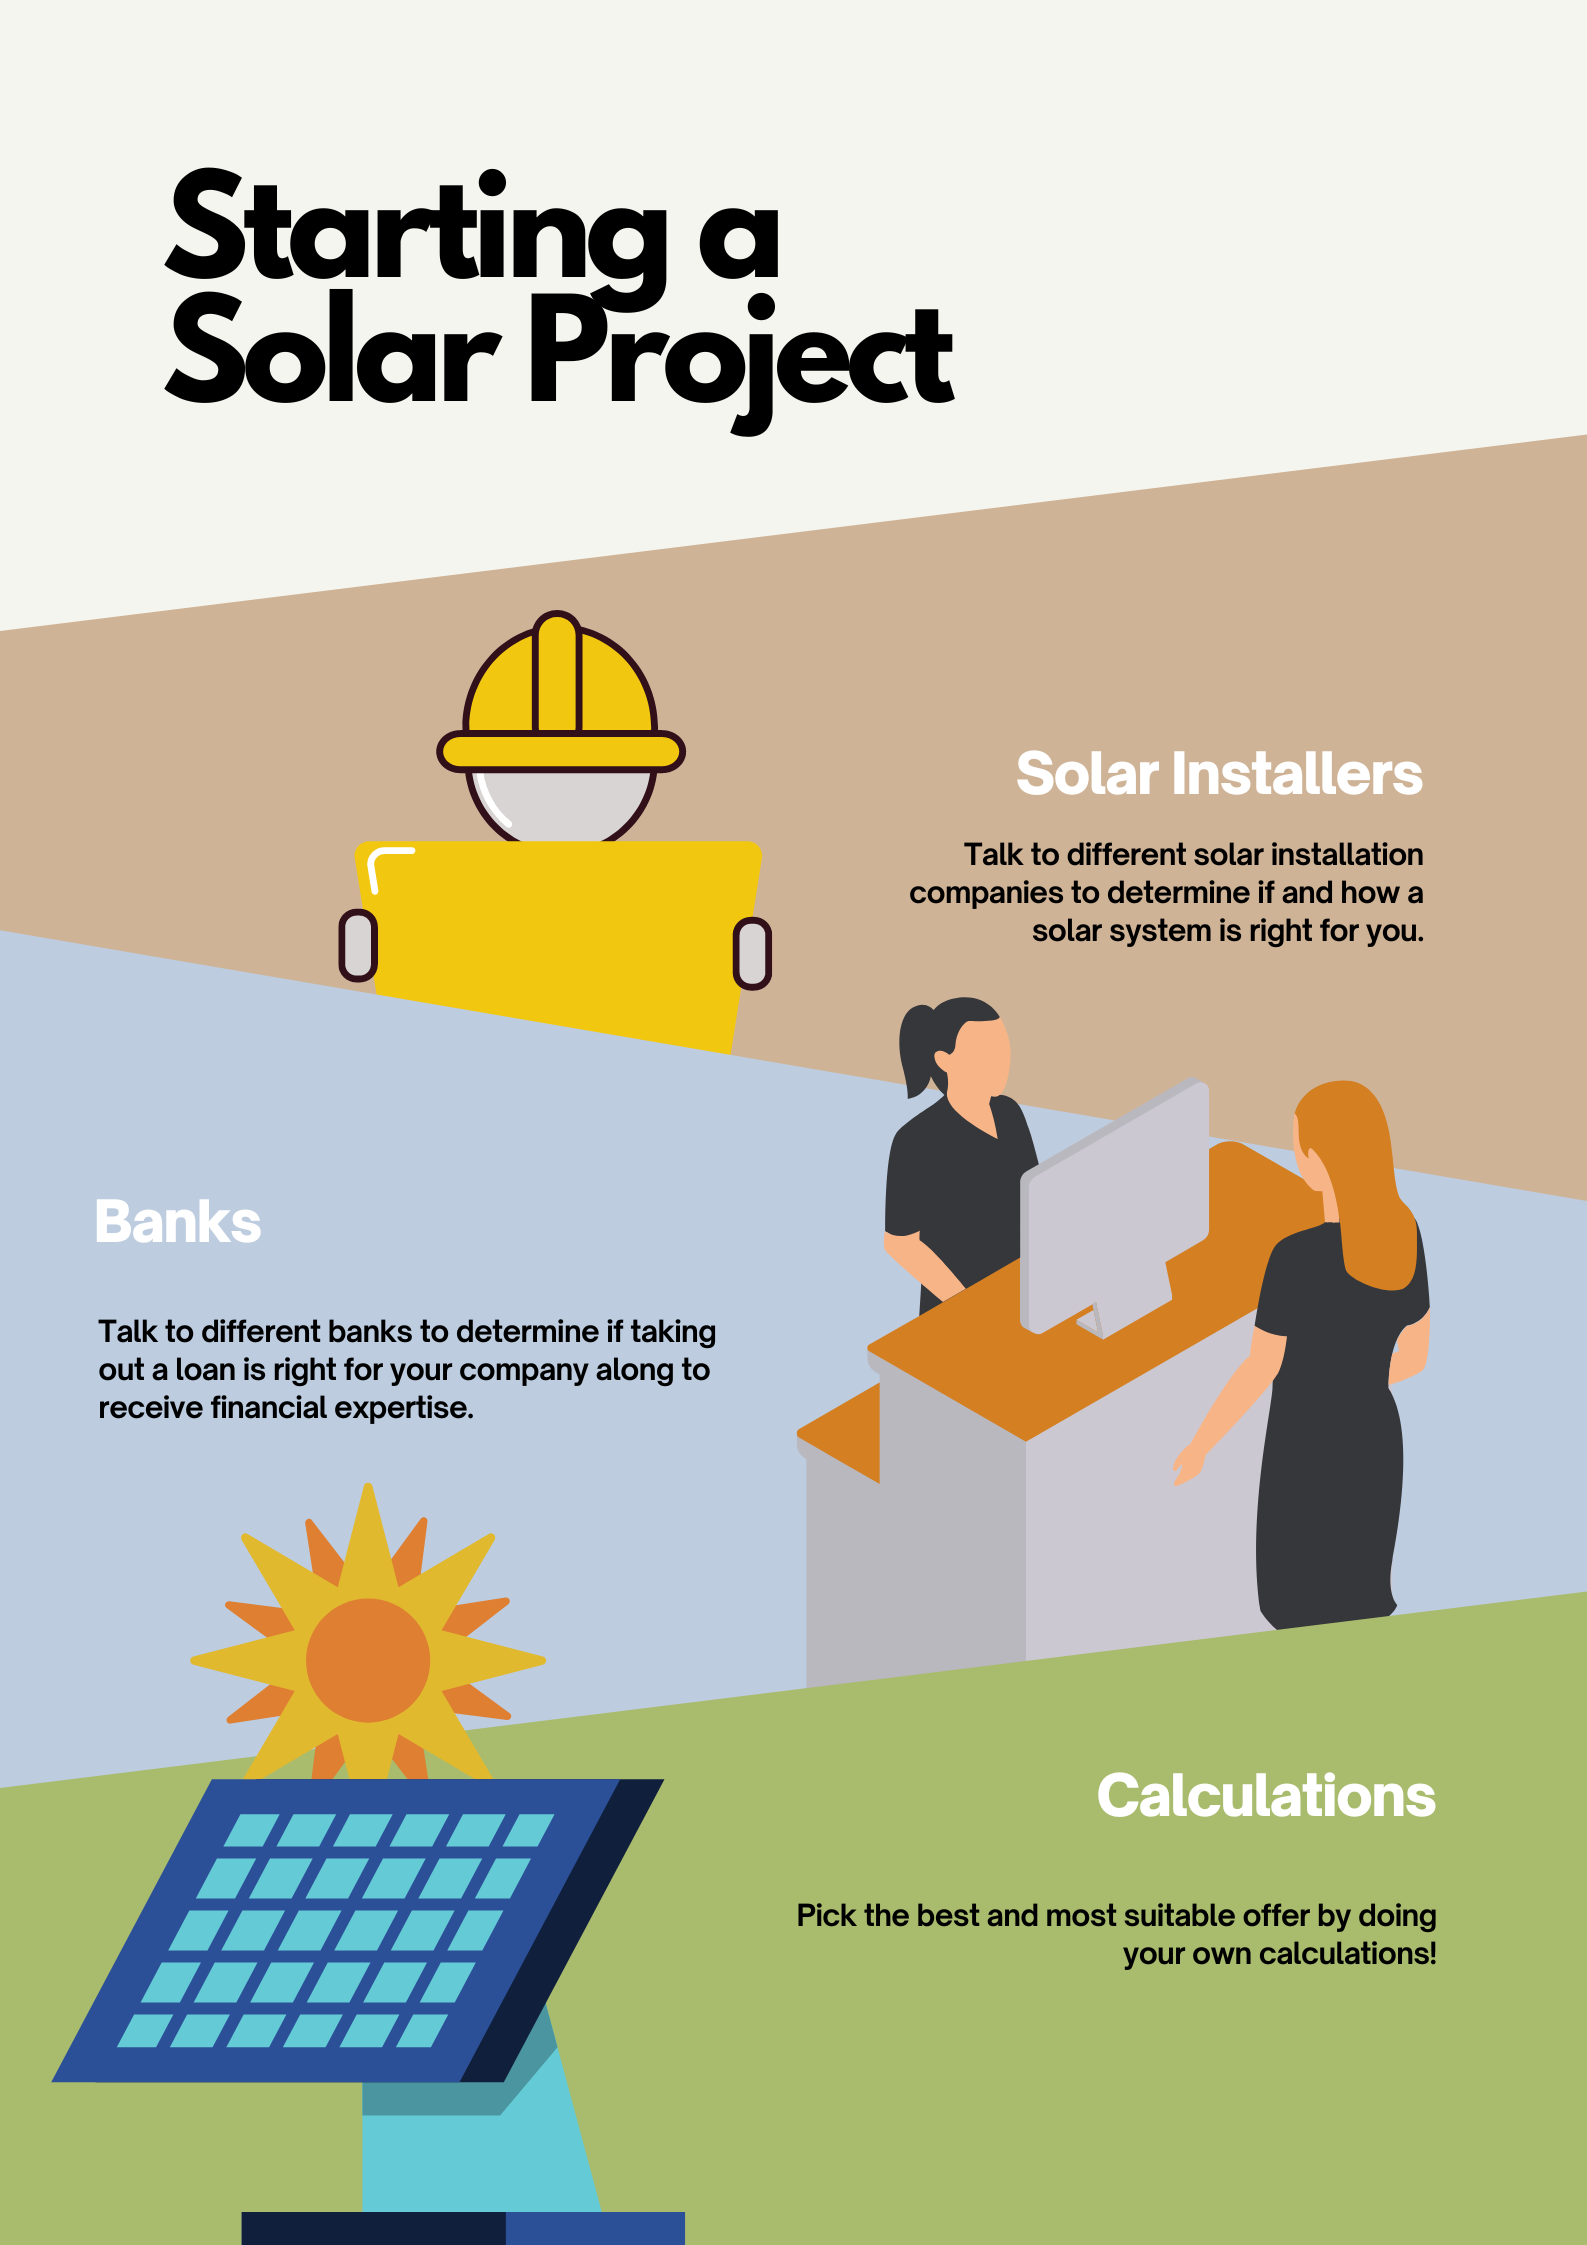 Starting a
Solar Project
Solar Installers
Talk to different solar installation
companies to determine if and how a
solar system is right for you.
Banks
Talk to different banks to determine if taking
out a loan is right for your company along to
receive financial expertise.
Calculations
Pick the best and most suitable offer by doing
your own calculations!